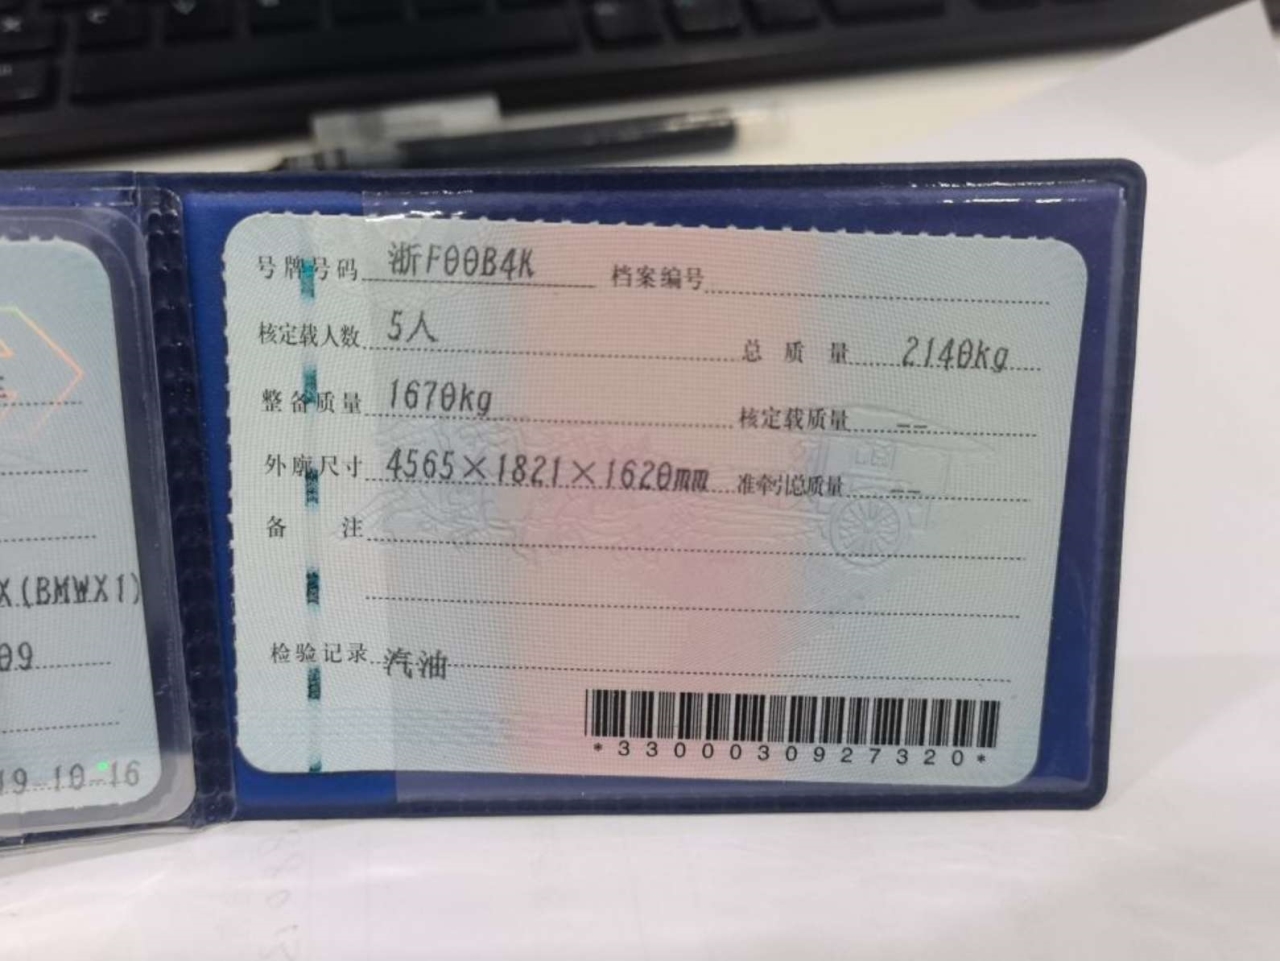 号牌号码 浙F00B4K 档案编号
核定载人数 5人 总质量 2140kg
整备质量 1670kg 核定载质量 --
外廓尺寸 4565×1821×1620mm 准牵引总质量 --
备注
检验记录 汽油
*3300030927320*
X(BMWX1)
09
19-10-16